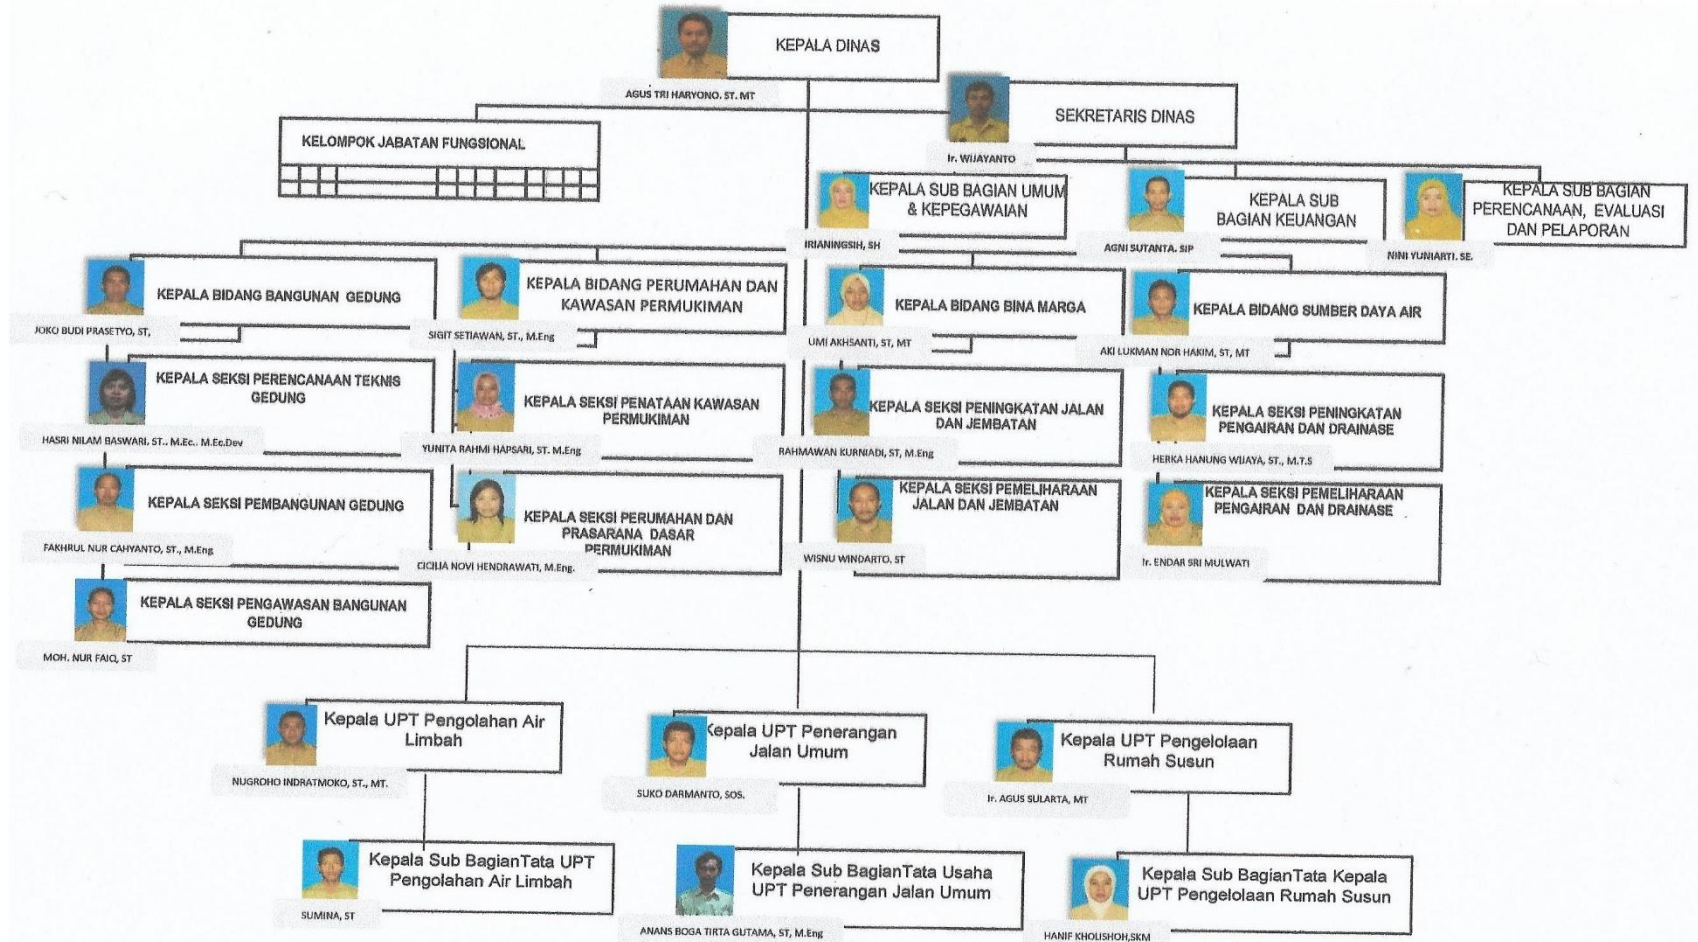 KEPALA DINAS
AGUS TRI HARYONO. ST. MT
SEKRETARIS DINAS
Ir. WIJAYANTO
KELOMPOK JABATAN FUNGSIONAL
KEPALA SUB BAGIAN UMUM
& KEPEGAWAIAN
IRIANINGSIH, SH
KEPALA SUB
BAGIAN KEUANGAN
AGNI SUTANTA. SIP
KEPALA SUB BAGIAN
PERENCANAAN, EVALUASI
DAN PELAPORAN
NINI YUNIARTI. SE.
KEPALA BIDANG BANGUNAN GEDUNG
JOKO BUDI PRASETYO, ST,
KEPALA BIDANG PERUMAHAN DAN
KAWASAN PERMUKIMAN
SIGIT SETIAWAN, ST., M.Eng
KEPALA BIDANG BINA MARGA
UMI AKHSANTI, ST, MT
KEPALA BIDANG SUMBER DAYA AIR
AKI LUKMAN NOR HAKIM, ST, MT
KEPALA SEKSI PERENCANAAN TEKNIS
GEDUNG
HASRI NILAM BASWARI. ST.. M.Ec.. M.Ec.Dev
KEPALA SEKSI PENATAAN KAWASAN
PERMUKIMAN
YUNITA RAHMI HAPSARI, ST. M.Eng
KEPALA SEKSI PENINGKATAN JALAN
DAN JEMBATAN
RAHMAWAN KURNIADI, ST, M.Eng
KEPALA SEKSI PENINGKATAN
PENGAIRAN DAN DRAINASE
HERKA HANUNG WIJAYA, ST., M.T.S
KEPALA SEKSI PEMBANGUNAN GEDUNG
FAKHRUL NUR CAHYANTO, ST., M.Eng
KEPALA SEKSI PERUMAHAN DAN
PRASARANA DASAR
PERMUKIMAN
CICILIA NOVI HENDRAWATI, M.Eng.
KEPALA SEKSI PEMELIHARAAN
JALAN DAN JEMBATAN
WISNU WINDARTO. ST
KEPALA SEKSI PEMELIHARAAN
PENGAIRAN DAN DRAINASE
Ir. ENDAR SRI MULWATI
KEPALA SEKSI PENGAWASAN BANGUNAN
GEDUNG
MOH. NUR FAIQ, ST
Kepala UPT Pengolahan Air
Limbah
NUGROHO INDRATMOKO, ST., MT.
Kepala UPT Penerangan
Jalan Umum
SUKO DARMANTO, SOS.
Kepala UPT Pengelolaan
Rumah Susun
Ir. AGUS SULARTA, MT
Kepala Sub BagianTata UPT
Pengolahan Air Limbah
SUMINA, ST
Kepala Sub BagianTata Usaha
UPT Penerangan Jalan Umum
ANANS BOGA TIRTA GUTAMA, ST, M.Eng
Kepala Sub BagianTata Kepala
UPT Pengelolaan Rumah Susun
HANIF KHOLISHOH,SKM